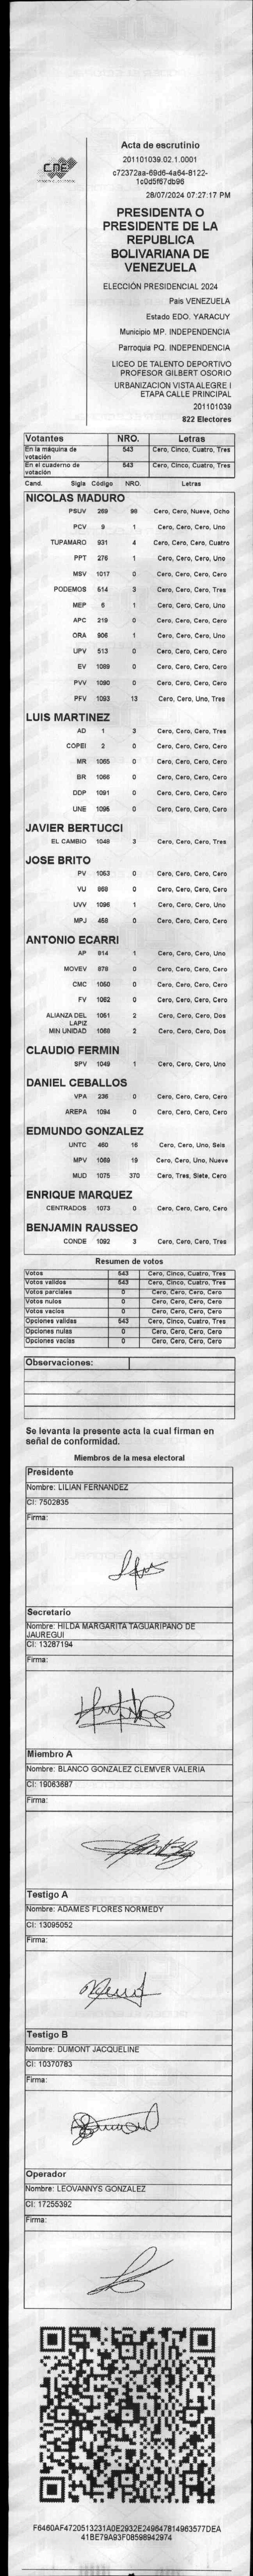 CNE
Acta de escrutinio
201101039.02.1.0001
c72372aa-69d6-4a64-8122-
1c0d5f67db96
28/07/2024 07:27:17 PM
PRESIDENTA O
PRESIDENTE DE LA
REPUBLICA
BOLIVARIANA DE
VENEZUELA
ELECCIÓN PRESIDENCIAL 2024
Pais VENEZUELA
Estado EDO. YARACUY
Municipio MP. INDEPENDENCIA
Parroquia PQ. INDEPENDENCIA
LICEO DE TALENTO DEPORTIVO
PROFESOR GILBERT OSORIO
URBANIZACION VISTA ALEGRE I
ETAPA CALLE PRINCIPAL
201101039
822 Electores
Votantes NRO. Letras
En la máquina de votación 543 Cero, Cinco, Cuatro, Tres
En el cuaderno de votación 543 Cero, Cinco, Cuatro, Tres
Cand. Sigla Código NRO. Letras
NICOLAS MADURO
PSUV 269 98 Cero, Cero, Nueve, Ocho
PCV 9 1 Cero, Cero, Cero, Uno
TUPAMARO 931 4 Cero, Cero, Cero, Cuatro
PPT 276 1 Cero, Cero, Cero, Uno
MSV 1017 0 Cero, Cero, Cero, Cero
PODEMOS 514 3 Cero, Cero, Cero, Tres
MEP 6 1 Cero, Cero, Cero, Uno
APC 219 0 Cero, Cero, Cero, Cero
ORA 906 1 Cero, Cero, Cero, Uno
UPV 513 0 Cero, Cero, Cero, Cero
EV 1089 0 Cero, Cero, Cero, Cero
PVV 1090 0 Cero, Cero, Cero, Cero
PFV 1093 13 Cero, Cero, Uno, Tres
LUIS MARTINEZ
AD 1 3 Cero, Cero, Cero, Tres
COPEI 2 0 Cero, Cero, Cero, Cero
MR 1065 0 Cero, Cero, Cero, Cero
BR 1066 0 Cero, Cero, Cero, Cero
DDP 1091 0 Cero, Cero, Cero, Cero
UNE 1096 0 Cero, Cero, Cero, Cero
JAVIER BERTUCCI
EL CAMBIO 1048 3 Cero, Cero, Cero, Tres
JOSE BRITO
PV 1053 0 Cero, Cero, Cero, Cero
VU 868 0 Cero, Cero, Cero, Cero
UVV 1098 1 Cero, Cero, Cero, Uno
MPJ 458 0 Cero, Cero, Cero, Cero
ANTONIO ECARRI
AP 914 1 Cero, Cero, Cero, Uno
MOVEV 879 0 Cero, Cero, Cero, Cero
CMC 1050 0 Cero, Cero, Cero, Cero
FV 1062 0 Cero, Cero, Cero, Cero
ALIANZA DEL LAPIZ 1061 2 Cero, Cero, Cero, Dos
MIN UNIDAD 1069 2 Cero, Cero, Cero, Dos
CLAUDIO FERMIN
SPV 1049 1 Cero, Cero, Cero, Uno
DANIEL CEBALLOS
VPA 236 0 Cero, Cero, Cero, Cero
AREPA 1094 0 Cero, Cero, Cero, Cero
EDMUNDO GONZALEZ
UNTC 460 16 Cero, Cero, Uno, Seis
MPV 1089 19 Cero, Cero, Uno, Nueve
MUD 1075 370 Cero, Tres, Siete, Cero
ENRIQUE MARQUEZ
CENTRADOS 1073 0 Cero, Cero, Cero, Cero
BENJAMIN RAUSSEO
CONDE 1092 3 Cero, Cero, Cero, Tres
Resumen de votos
Votos 543 Cero, Cinco, Cuatro, Tres
Votos validos 543 Cero, Cinco, Cuatro, Tres
Votos parciales 0 Cero, Cero, Cero, Cero
Votos nulos 0 Cero, Cero, Cero, Cero
Votos vacios 0 Cero, Cero, Cero, Cero
Opciones validas 543 Cero, Cinco, Cuatro, Tres
Opciones nulas 0 Cero, Cero, Cero, Cero
Opciones vacias 0 Cero, Cero, Cero, Cero
Observaciones:
Se levanta la presente acta la cual firman en
señal de conformidad.
Miembros de la mesa electoral
Presidente
Nombre: LILIAN FERNANDEZ
CI: 7502835
Firma:
Secretario
Nombre: HILDA MARGARITA TAGUARIPANO DE
JAUREGUI
CI: 13287194
Firma:
Miembro A
Nombre: BLANCO GONZALEZ CLEMVER VALERIA
CI: 19063687
Firma:
Testigo A
Nombre: ADAMES FLORES NORMEDY
CI: 13095052
Firma:
Testigo B
Nombre: DUMONT JACQUELINE
CI: 10370783
Firma:
Operador
Nombre: LEOVANNYS GONZALEZ
CI: 17255392
Firma:
F6460AF4720513231A0E2932E249647814963577DEA
41BE79A93F08598942974